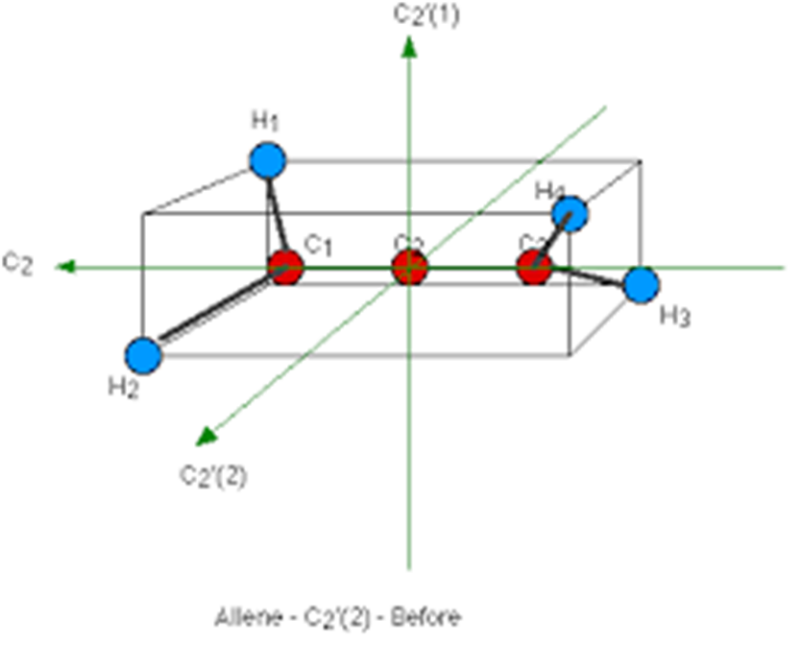 C2'(1)
H1
H4
C1
C2
C3
C2
H3
H2
C2'(2)
Allene - C2'(2) - Before